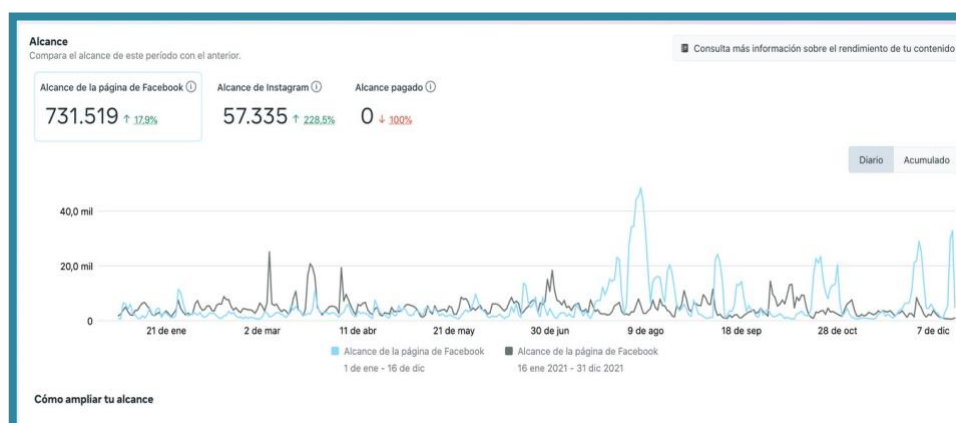 Alcance
Compara el alcance de este período con el anterior.
Consulta más información sobre el rendimiento de tu contenido
Alcance de la página de Facebook
Alcance de Instagram
Alcance pagado
731.519 ↑ 17,9%
57.335 ↑ 228,5%
0 ↓ 100%
Diario
Acumulado
40,0 mil
20,0 mil
0
21 de ene
2 de mar
11 de abr
21 de may
30 de jun
9 de ago
18 de sep
28 de oct
7 de dic
Alcance de la página de Facebook
1 de ene - 16 de dic
Alcance de la página de Facebook
16 ene 2021 - 31 dic 2021
Cómo ampliar tu alcance